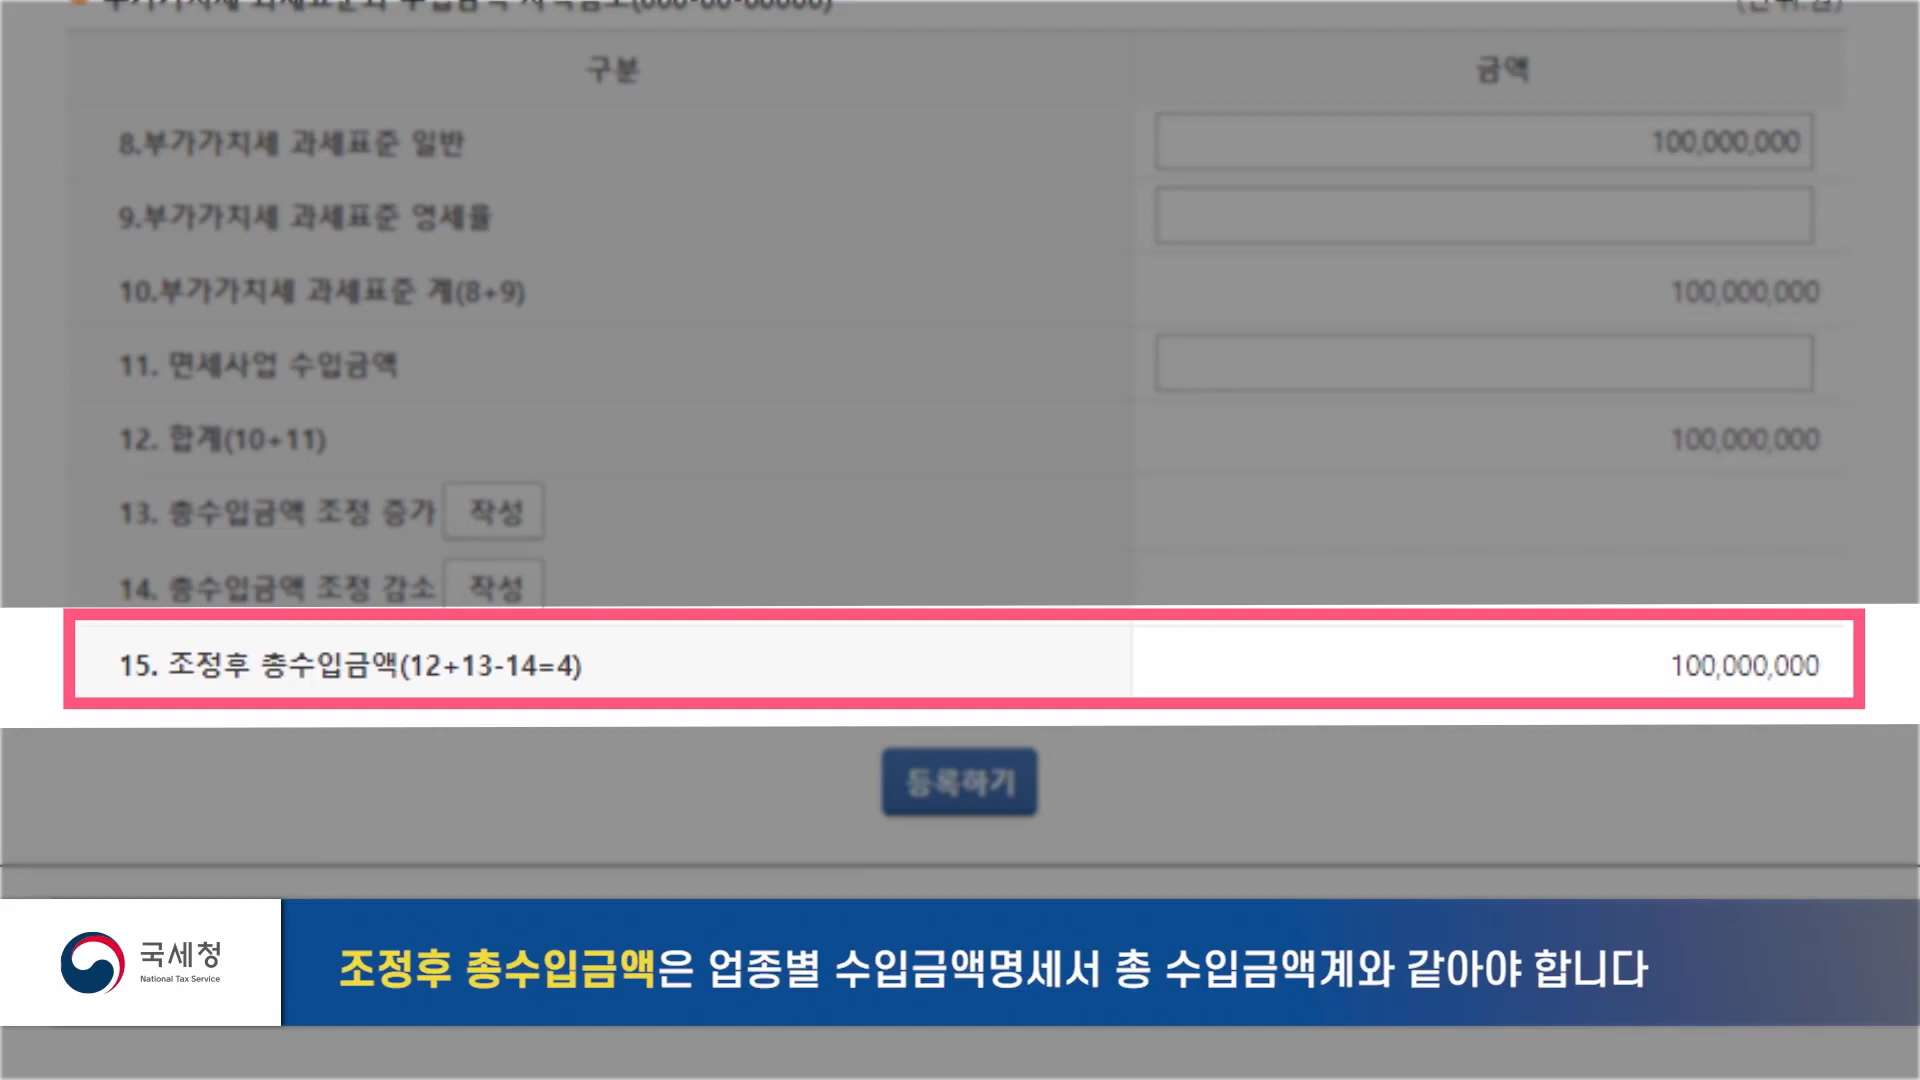 구분 금액
8.부가가치세 과세표준 일반 100,000,000
9.부가가치세 과세표준 영세율
10.부가가치세 과세표준 계(8+9) 100,000,000
11. 면세사업 수입금액
12. 합계(10+11) 100,000,000
13. 총수입금액 조정 증가 작성
14. 총수입금액 조정 감소 작성
15. 조정후 총수입금액(12+13-14=4) 100,000,000
등록하기
국세청
National Tax Service
조정후 총수입금액은 업종별 수입금액명세서 총 수입금액계와 같아야 합니다